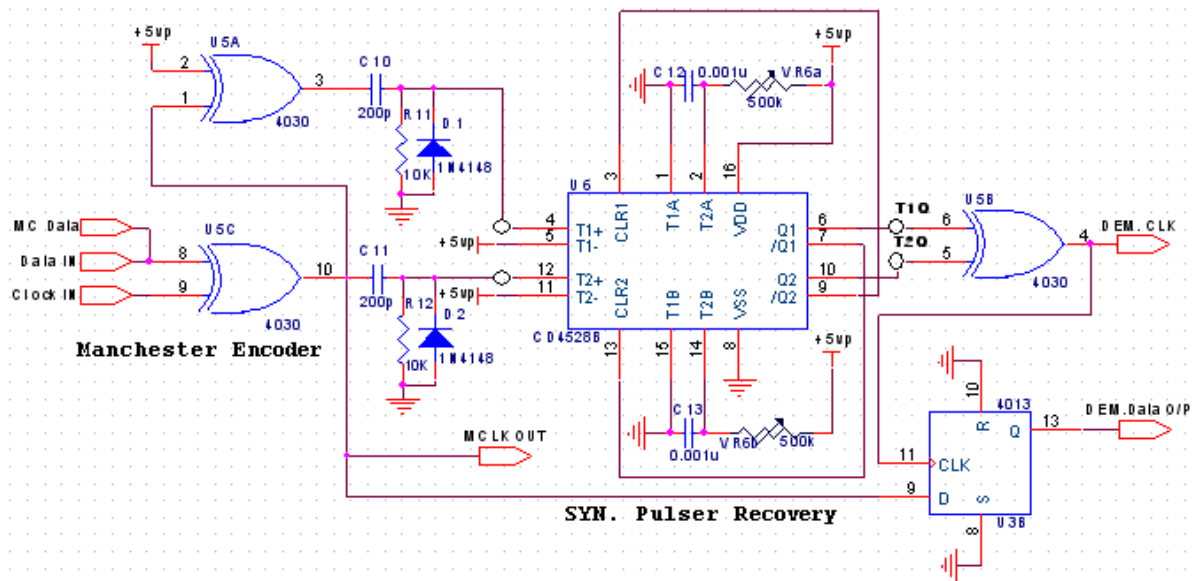 +5vp
U5A
2
3
1
4030
C10
200p
R11
10K
D.1
1N4148
C12
0.001u
VR6a
500k
+5vp
3
1
2
16
U6
CLR1
T1A
T2A
VDD
4
T1+
5
T1-
+5vp
12
T2+
11
T2-
+5vp
Q1
6
/Q1
7
Q2
10
/Q2
9
CLR2
T1B
T2B
VSS
CD4528B
13
15
14
8
T1Q
T2Q
U5B
6
5
4
4030
DEM.CLK
MC Data
Data IN
Clock IN
U5C
8
9
10
4030
C11
200p
R12
10K
D2
1N4148
Manchester Encoder
MCLK OUT
C13
0.001u
VR6b
500k
+5vp
SYN. Pulser Recovery
10
4013
R
Q
13
DEM.Data O/P
11
CLK
9
D
S
U3B
8